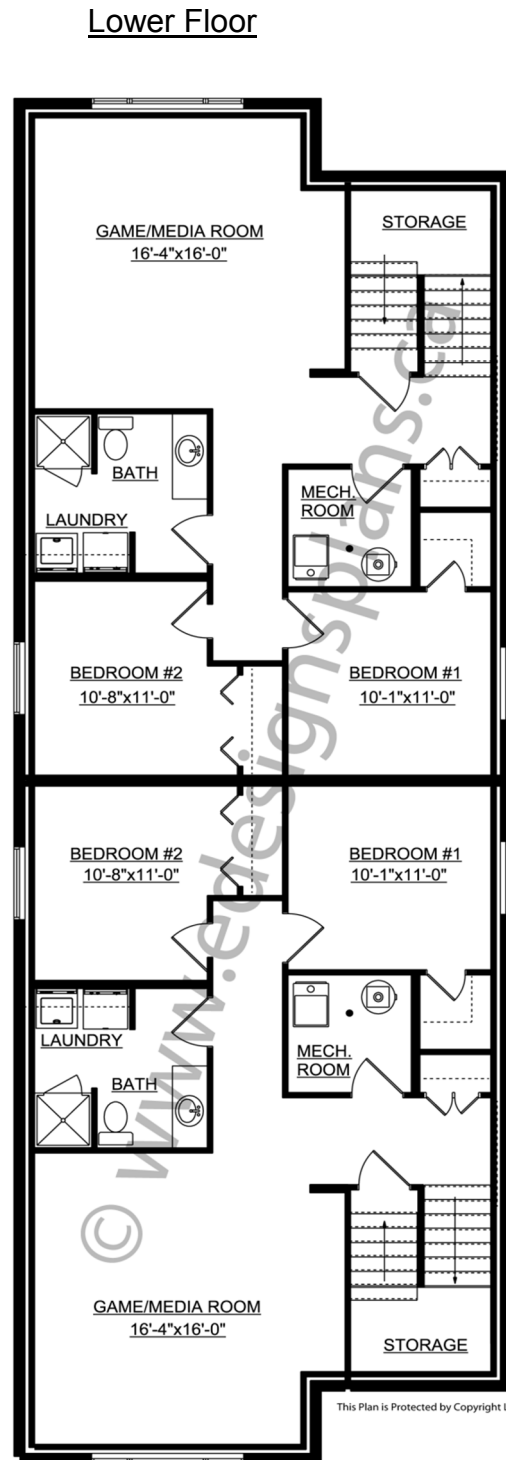 Lower Floor
GAME/MEDIA ROOM
16'-4"x16'-0"
STORAGE
BATH
LAUNDRY
MECH.
ROOM
BEDROOM #2
10'-8"x11'-0"
BEDROOM #1
10'-1"x11'-0"
BEDROOM #2
10'-8"x11'-0"
BEDROOM #1
10'-1"x11'-0"
LAUNDRY
BATH
MECH.
ROOM
GAME/MEDIA ROOM
16'-4"x16'-0"
STORAGE
This Plan is Protected by Copyright L
© www.edesignsplans.ca